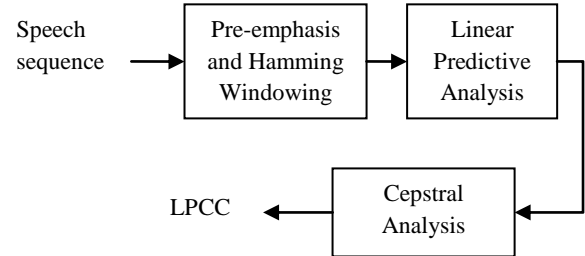 Speech
sequence
Pre-emphasis
and Hamming
Windowing
Linear
Predictive
Analysis
Cepstral
Analysis
LPCC